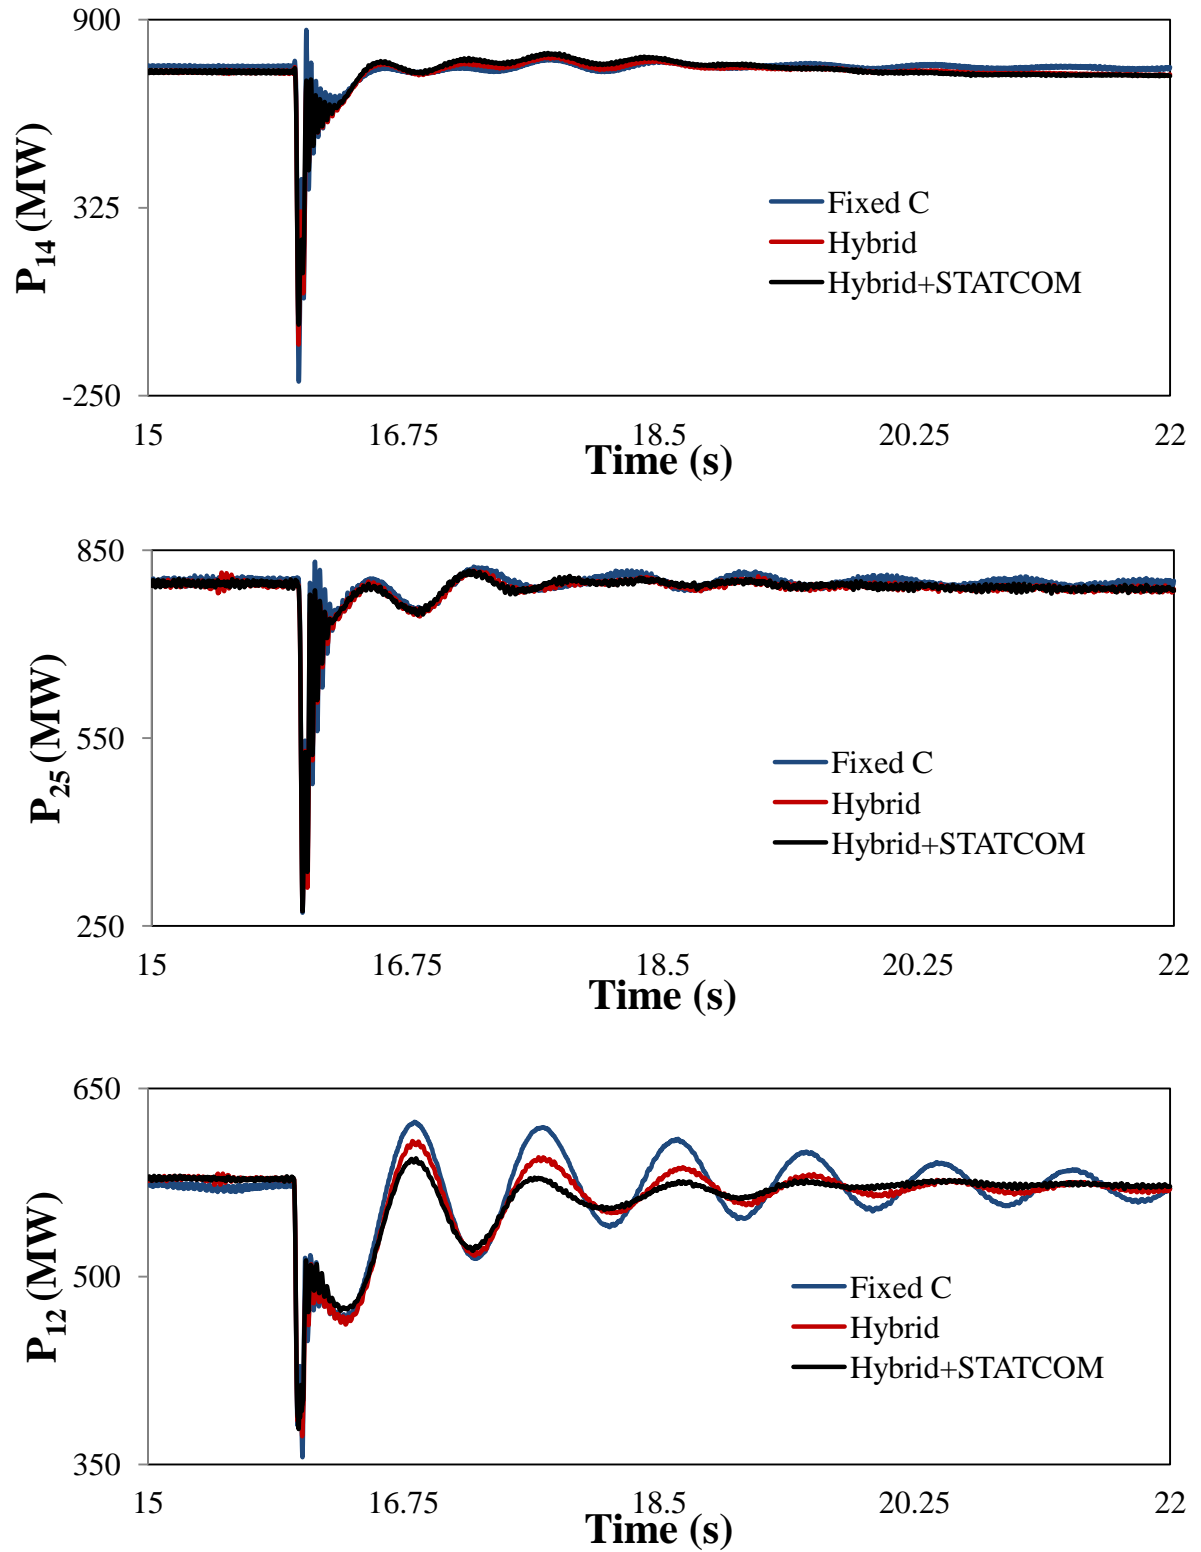 900
325
-250
P14 (MW)
Fixed C
Hybrid
Hybrid+STATCOM
15 16.75 18.5 20.25 22
Time (s)
850
550
250
P25 (MW)
Fixed C
Hybrid
Hybrid+STATCOM
15 16.75 18.5 20.25 22
Time (s)
650
500
350
P12 (MW)
Fixed C
Hybrid
Hybrid+STATCOM
15 16.75 18.5 20.25 22
Time (s)